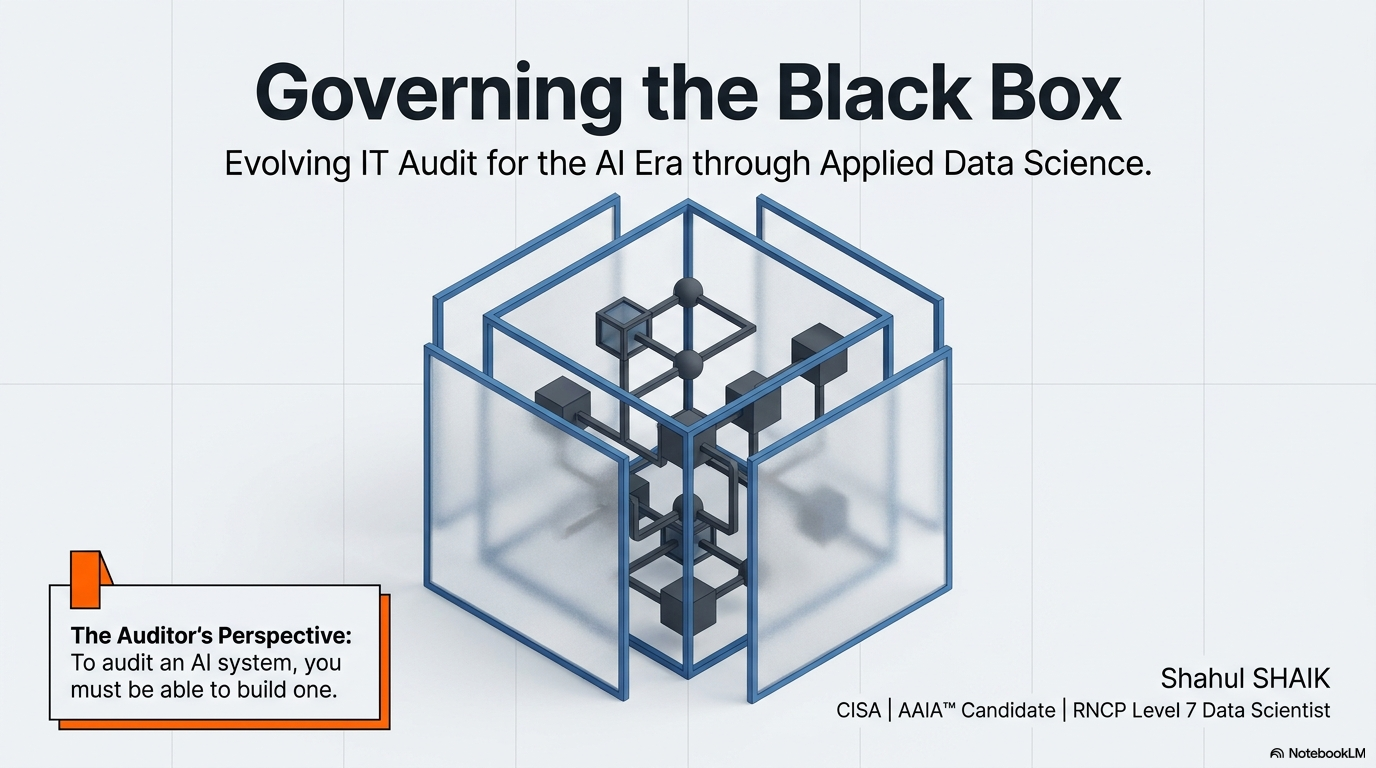 Governing the Black Box
Evolving IT Audit for the AI Era through Applied Data Science.
The Auditor's Perspective:
To audit an AI system, you
must be able to build one.
Shahul SHAIK
CISA | AAIA™ Candidate | RNCP Level 7 Data Scientist
NotebookLM